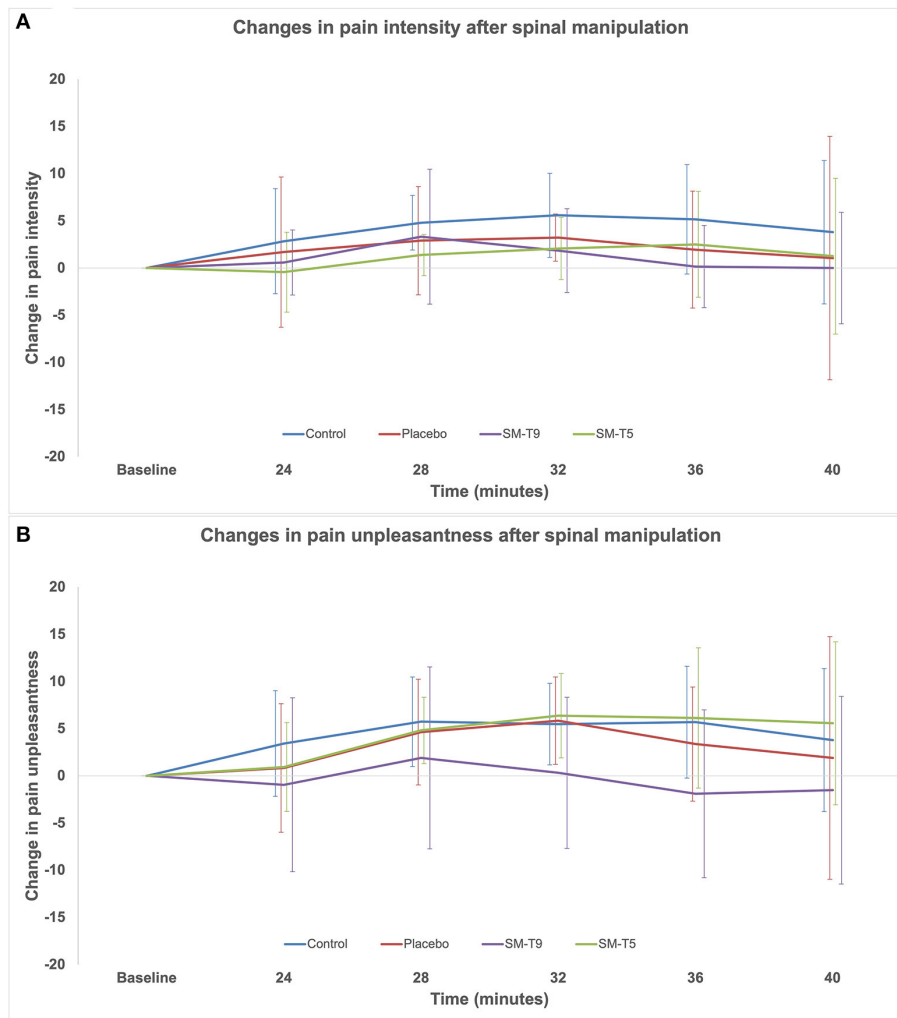 A
Changes in pain intensity after spinal manipulation
20
15
10
5
0
-5
-10
-15
-20
Change in pain intensity
Control Placebo SM-T9 SM-T5
Baseline 24 28 32 36 40
Time (minutes)
B
Changes in pain unpleasantness after spinal manipulation
20
15
10
5
0
-5
-10
-15
-20
Change in pain unpleasantness
Control Placebo SM-T9 SM-T5
Baseline 24 28 32 36 40
Time (minutes)